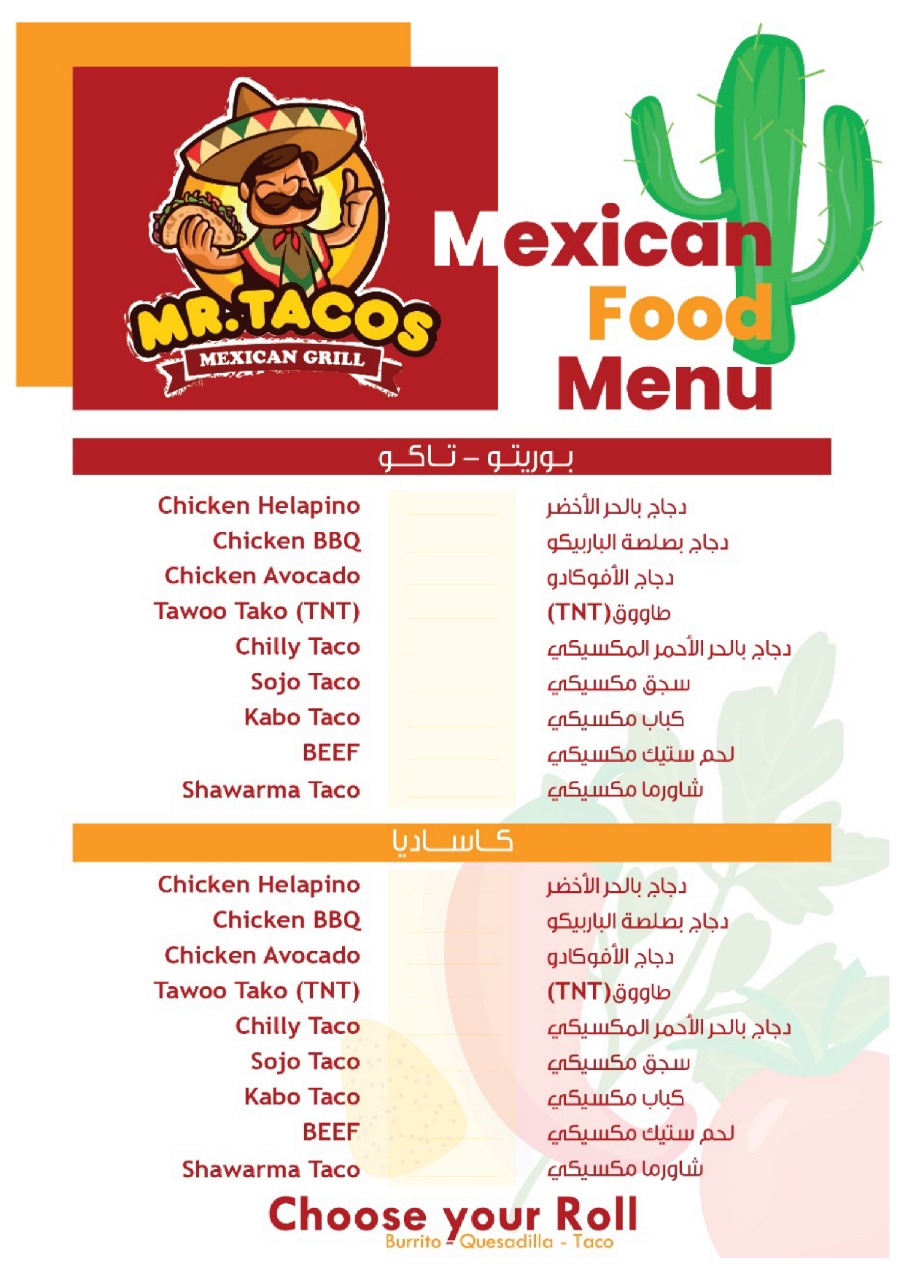 MR.TACOS
MEXICAN GRILL
Mexican
Food
Menu
بوريتو - تاكو
Chicken Helapino دجاج بالحر الأخضر
Chicken BBQ دجاج بصلصة الباربيكو
Chicken Avocado دجاج الأفوكادو
Tawoo Tako (TNT) طاووق(TNT)
Chilly Taco دجاج بالحر الأحمر المكسيكي
Sojo Taco سجق مكسيكي
Kabo Taco كباب مكسيكي
BEEF لحم ستيك مكسيكي
Shawarma Taco شاورما مكسيكي
كاساديا
Chicken Helapino دجاج بالحر الأخضر
Chicken BBQ دجاج بصلصة الباربيكو
Chicken Avocado دجاج الأفوكادو
Tawoo Tako (TNT) طاووق(TNT)
Chilly Taco دجاج بالحر الأحمر المكسيكي
Sojo Taco سجق مكسيكي
Kabo Taco كباب مكسيكي
BEEF لحم ستيك مكسيكي
Shawarma Taco شاورما مكسيكي
Choose your Roll
Burrito - Quesadilla - Taco